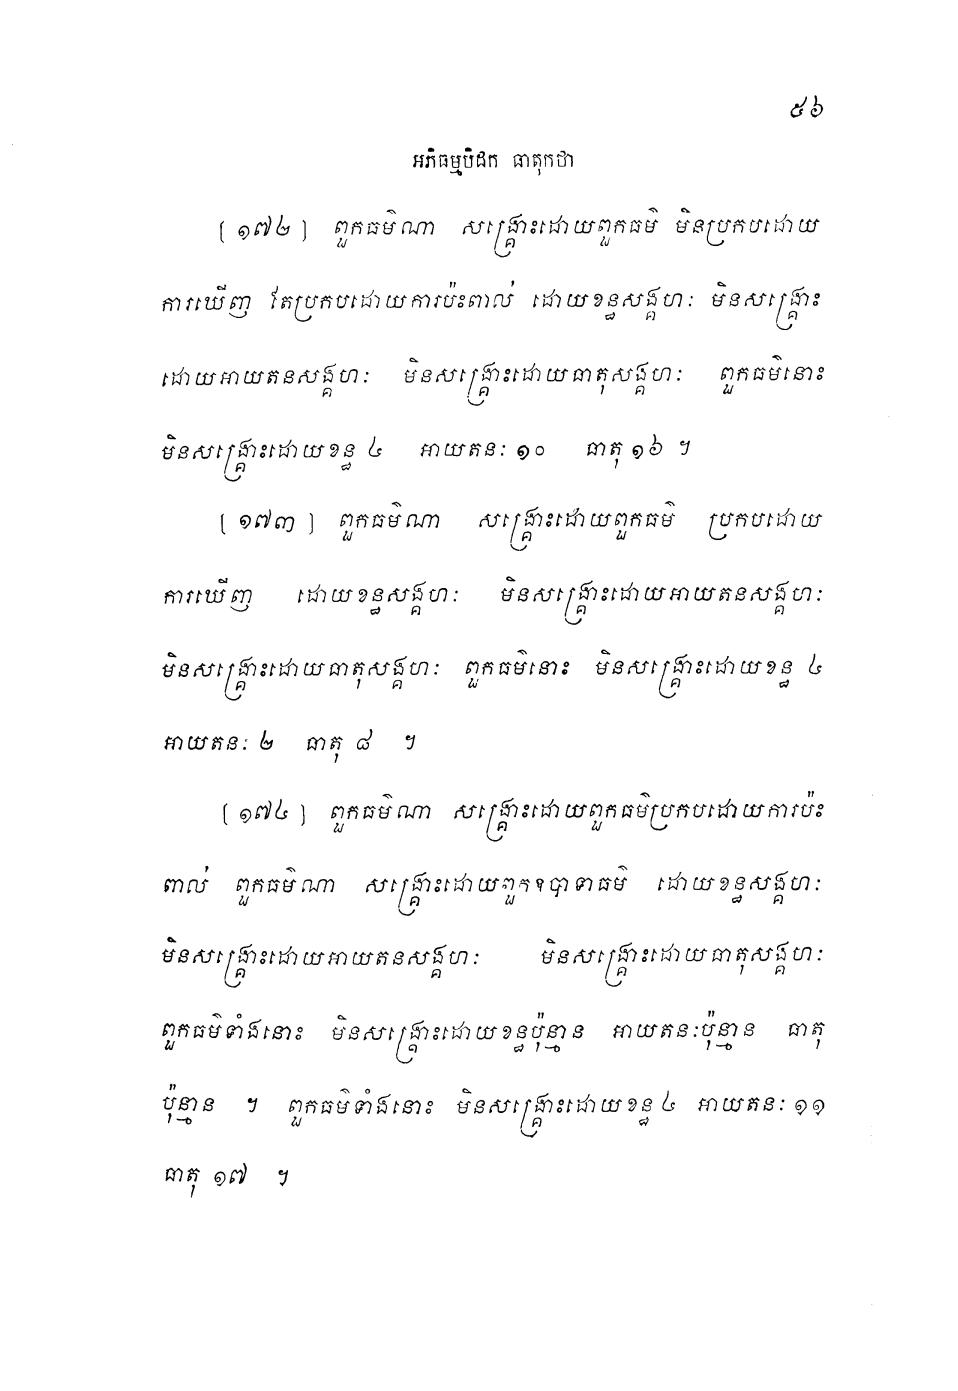 ៥៦
អភិធម្មបិដក ធាតុកថា
[ ១៧២ ] ពួកធម៌ណា សង្គ្រោះដោយពួកធម៌ មិនប្រកបដោយ
ការឃើញ តែប្រកបដោយការប៉ះពាល់ ដោយខន្ធសង្គហៈ មិនសង្គ្រោះ
ដោយអាយតនសង្គហៈ មិនសង្គ្រោះដោយធាតុសង្គហៈ ពួកធម៌នោះ
មិនសង្គ្រោះដោយខន្ធ ៤ អាយតនៈ ១០ ធាតុ ១៦ ។
[ ១៧៣ ] ពួកធម៌ណា សង្គ្រោះដោយពួកធម៌ ប្រកបដោយ
ការឃើញ ដោយខន្ធសង្គហៈ មិនសង្គ្រោះដោយអាយតនសង្គហៈ
មិនសង្គ្រោះដោយធាតុសង្គហៈ ពួកធម៌នោះ មិនសង្គ្រោះដោយខន្ធ ៤
អាយតនៈ ២ ធាតុ ៨ ។
[ ១៧៤ ] ពួកធម៌ណា សង្គ្រោះដោយពួកធម៌ប្រកបដោយការប៉ះ
ពាល់ ពួកធម៌ណា សង្គ្រោះដោយពួកឧបាទាធម៌ ដោយខន្ធសង្គហៈ
មិនសង្គ្រោះដោយអាយតនសង្គហៈ មិនសង្គ្រោះដោយធាតុសង្គហៈ
ពួកធម៌ទាំងនោះ មិនសង្គ្រោះដោយខន្ធប៉ុន្មាន អាយតនៈប៉ុន្មាន ធាតុ
ប៉ុន្មាន ។ ពួកធម៌ទាំងនោះ មិនសង្គ្រោះដោយខន្ធ ៤ អាយតនៈ ១១
ធាតុ ១៧ ។